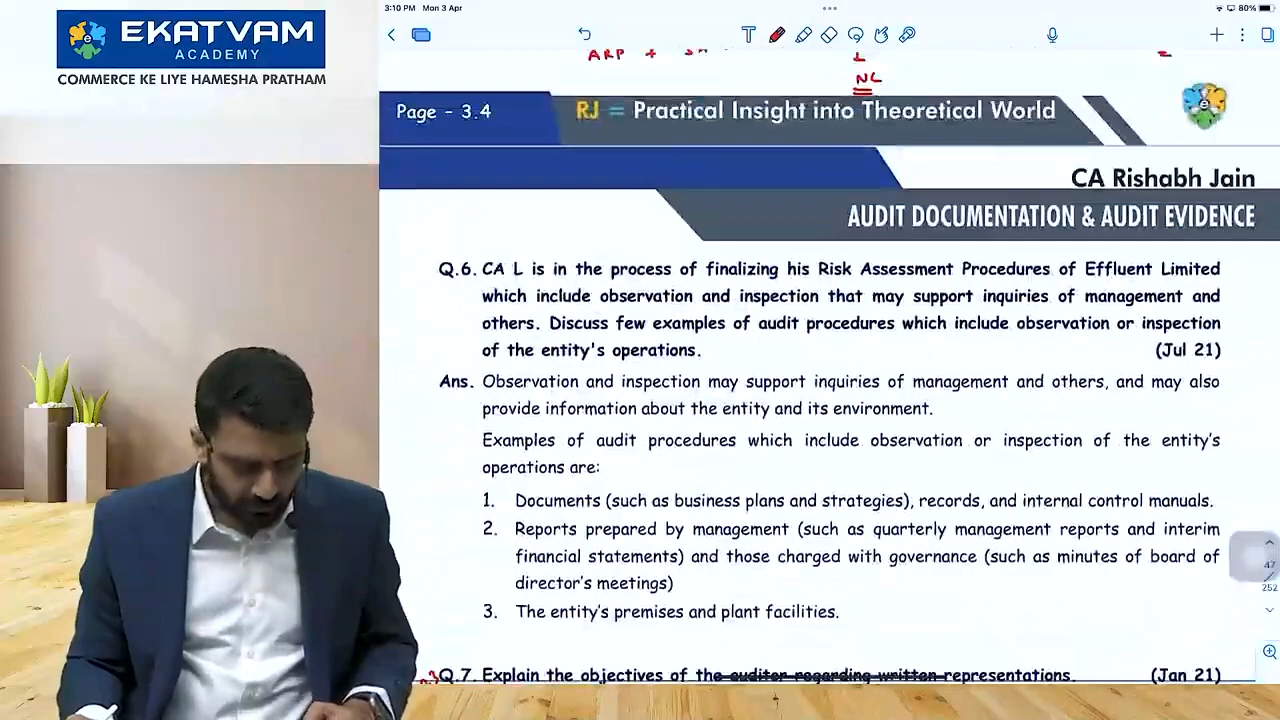 3:10 PM Mon 3 Apr
80%
EKATVAM
ACADEMY
COMMERCE KE LIYE HAMESHA PRATHAM
ARP +
NC
Page - 3.4
RJ = Practical Insight into Theoretical World
CA Rishabh Jain
AUDIT DOCUMENTATION & AUDIT EVIDENCE
Q.6. CA L is in the process of finalizing his Risk Assessment Procedures of Effluent Limited
which include observation and inspection that may support inquiries of management and
others. Discuss few examples of audit procedures which include observation or inspection
of the entity's operations. (Jul 21)
Ans. Observation and inspection may support inquiries of management and others, and may also
provide information about the entity and its environment.
Examples of audit procedures which include observation or inspection of the entity's
operations are:
1. Documents (such as business plans and strategies), records, and internal control manuals.
2. Reports prepared by management (such as quarterly management reports and interim
financial statements) and those charged with governance (such as minutes of board of
director's meetings)
3. The entity's premises and plant facilities.
47
252
Q.7. Explain the objectives of the auditor regarding written representations. (Jan 21)